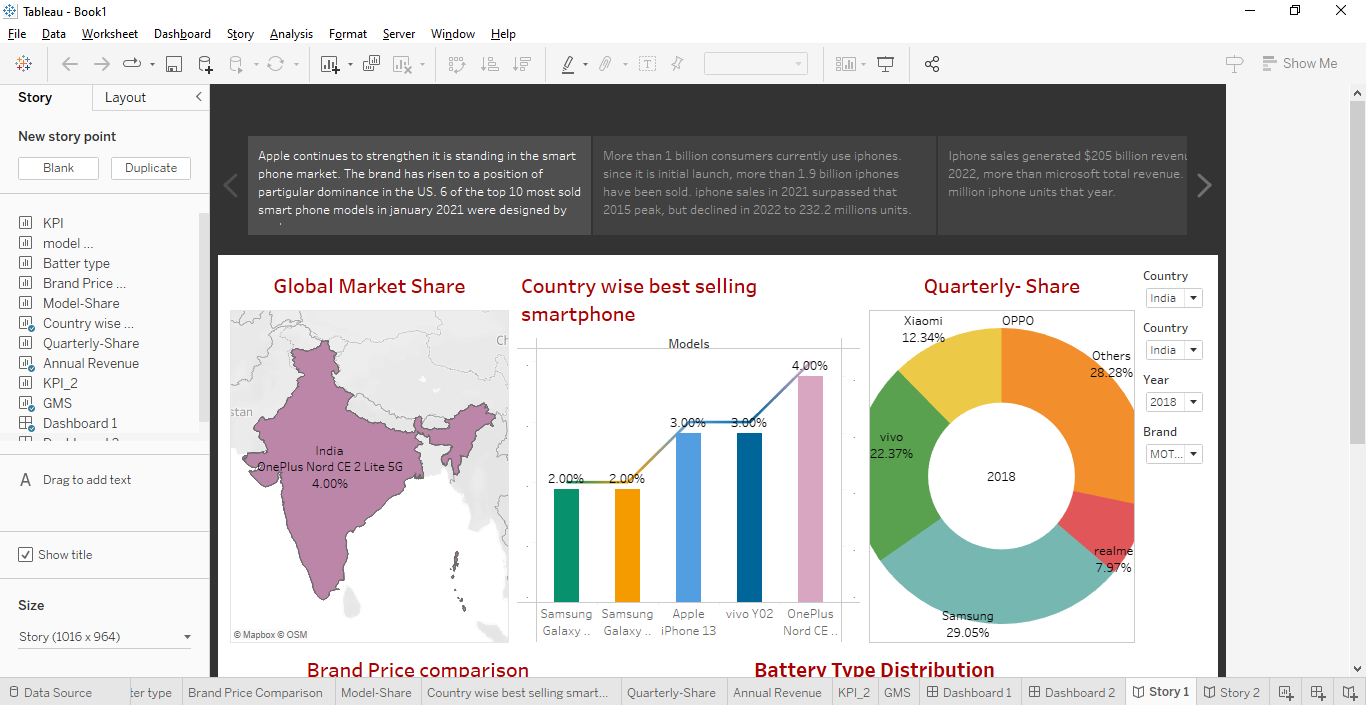 Tableau - Book1
File Data Worksheet Dashboard Story Analysis Format Server Window Help
Show Me
Story Layout
New story point
Blank Duplicate
KPI
model ...
Batter type
Brand Price ...
Model-Share
Country wise ...
Quarterly-Share
Annual Revenue
KPI_2
GMS
Dashboard 1
Drag to add text
Show title
Size
Story (1016 x 964)
Apple continues to strengthen it is standing in the smart
phone market. The brand has risen to a position of
partigular dominance in the US. 6 of the top 10 most sold
smart phone models in january 2021 were designed by
More than 1 billion consumers currently use iphones.
since it is initial launch, more than 1.9 billion iphones
have been sold. iphone sales in 2021 surpassed that
2015 peak, but declined in 2022 to 232.2 millions units.
Iphone sales generated $205 billion revenu
2022, more than microsoft total revenue.
million iphone units that year.
Global Market Share
Ch
stan
India
OnePlus Nord CE 2 Lite 5G
4.00%
© Mapbox © OSM
Country wise best selling
smartphone
Models
2.00% 2.00% 3.00% 3.00% 4.00%
Samsung Galaxy ..
Samsung Galaxy ..
Apple iPhone 13
vivo Y02
OnePlus Nord CE ..
Quarterly- Share
Xiaomi
12.34%
OPPO
Others
28.28%
vivo
22.37%
2018
realme
7.97%
Samsung
29.05%
Country
India
Country
India
Year
2018
Brand
MOT...
Brand Price comparison
Battery Type Distribution
Data Source ter type Brand Price Comparison Model-Share Country wise best selling smart... Quarterly-Share Annual Revenue KPI_2 GMS Dashboard 1 Dashboard 2 Story 1 Story 2